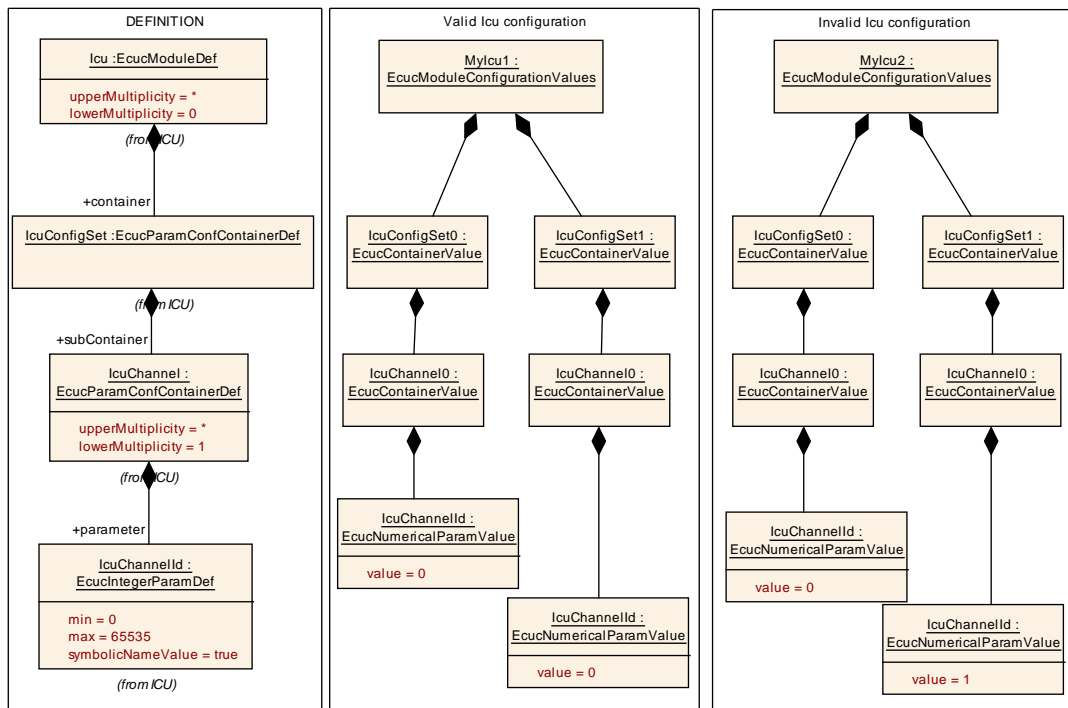 DEFINITION
Icu :EcucModuleDef
upperMultiplicity = *
lowerMultiplicity = 0
(from ICU)
+container
IcuConfigSet :EcucParamConfContainerDef
(from ICU)
+subContainer
IcuChannel :
EcucParamConfContainerDef
upperMultiplicity = *
lowerMultiplicity = 1
(from ICU)
+parameter
IcuChannelId :
EcucIntegerParamDef
min = 0
max = 65535
symbolicNameValue = true
(from ICU)
Valid Icu configuration
MyIcu1 :
EcucModuleConfigurationValues
IcuConfigSet0 :
EcucContainerValue
IcuConfigSet1 :
EcucContainerValue
IcuChannel0 :
EcucContainerValue
IcuChannel0 :
EcucContainerValue
IcuChannelId :
EcucNumericalParamValue
value = 0
IcuChannelId :
EcucNumericalParamValue
value = 0
Invalid Icu configuration
MyIcu2 :
EcucModuleConfigurationValues
IcuConfigSet0 :
EcucContainerValue
IcuConfigSet1 :
EcucContainerValue
IcuChannel0 :
EcucContainerValue
IcuChannel0 :
EcucContainerValue
IcuChannelId :
EcucNumericalParamValue
value = 0
IcuChannelId :
EcucNumericalParamValue
value = 1